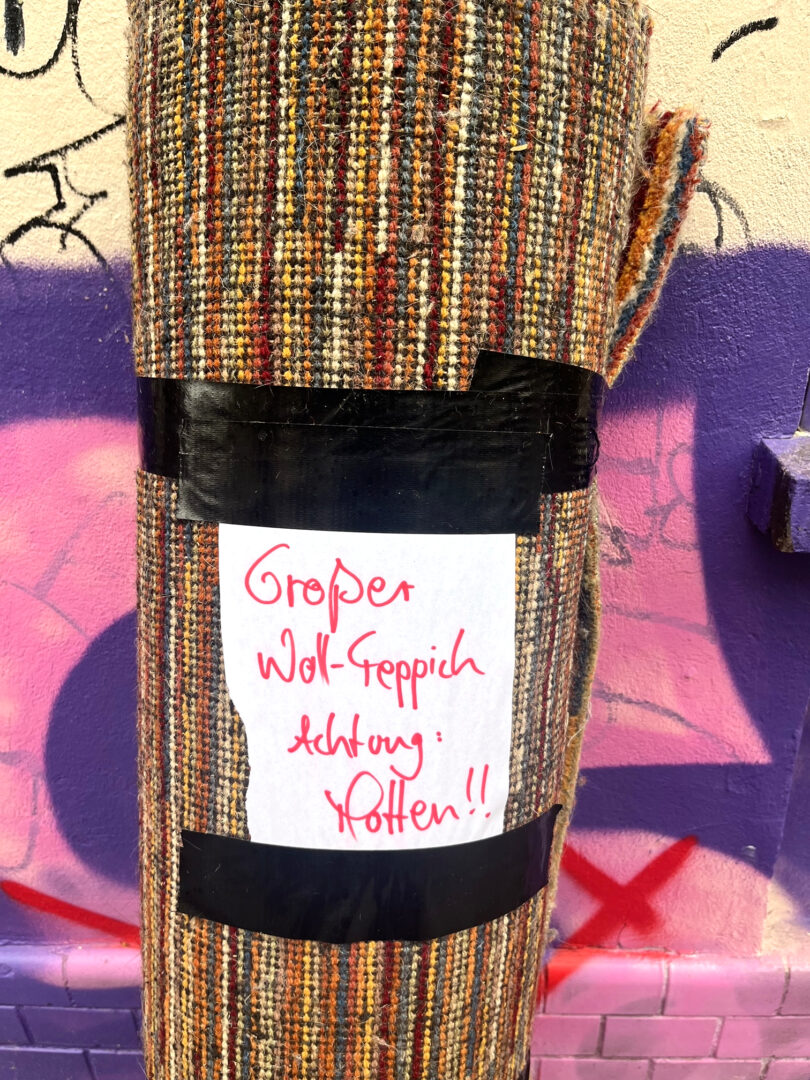 Großer
Woll-Teppich
Achtung:
Motten!!